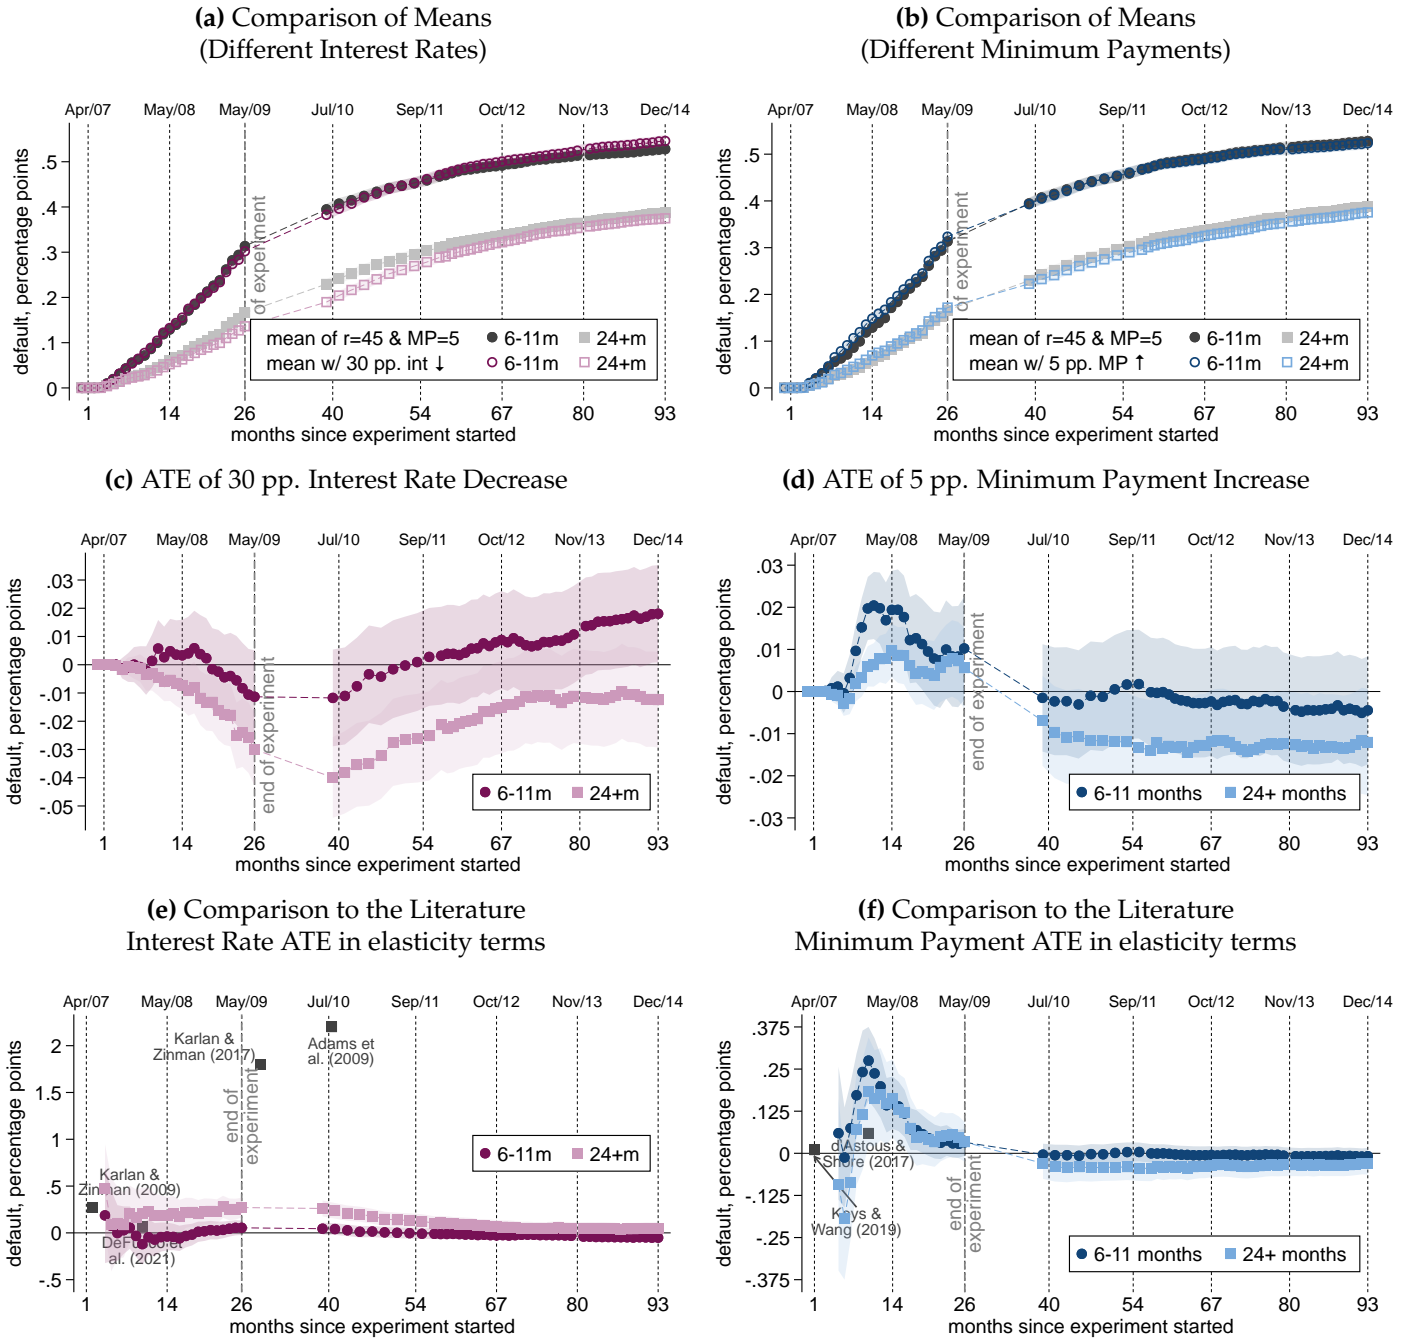 (a) Comparison of Means
(Different Interest Rates)
Apr/07 May/08 May/09 Jul/10 Sep/11 Oct/12 Nov/13 Dec/14
default, percentage points
.5
.4
.3
.2
.1
0
end of experiment
mean of r=45 & MP=5 6-11m 24+m
mean w/ 30 pp. int ↓ 6-11m 24+m
1 14 26 40 54 67 80 93
months since experiment started
(b) Comparison of Means
(Different Minimum Payments)
Apr/07 May/08 May/09 Jul/10 Sep/11 Oct/12 Nov/13 Dec/14
default, percentage points
.5
.4
.3
.2
.1
0
of experiment
mean of r=45 & MP=5 6-11m 24+m
mean w/ 5 pp. MP ↑ 6-11m 24+m
1 14 26 40 54 67 80 93
months since experiment started
(c) ATE of 30 pp. Interest Rate Decrease
Apr/07 May/08 May/09 Jul/10 Sep/11 Oct/12 Nov/13 Dec/14
default, percentage points
.03
.02
.01
0
-.01
-.02
-.03
-.04
-.05
end of experiment
6-11m 24+m
1 14 26 40 54 67 80 93
months since experiment started
(d) ATE of 5 pp. Minimum Payment Increase
Apr/07 May/08 May/09 Jul/10 Sep/11 Oct/12 Nov/13 Dec/14
default, percentage points
.03
.02
.01
0
-.01
-.02
-.03
end of experiment
6-11 months 24+ months
1 14 26 40 54 67 80 93
months since experiment started
(e) Comparison to the Literature
Interest Rate ATE in elasticity terms
Apr/07 May/08 May/09 Jul/10 Sep/11 Oct/12 Nov/13 Dec/14
default, percentage points
2
1.5
1
.5
0
-.5
Karlan &
Zinman (2017)
Adams et
al. (2009)
end of
experiment
Karlan &
Zinman (2009)
al. (2021)
6-11m 24+m
1 14 26 40 54 67 80 93
months since experiment started
(f) Comparison to the Literature
Minimum Payment ATE in elasticity terms
Apr/07 May/08 May/09 Jul/10 Sep/11 Oct/12 Nov/13 Dec/14
default, percentage points
.375
.25
.125
0
-.125
-.25
-.375
d'Astous &
Shore (2017)
Keys &
Wang (2019)
end of
experiment
6-11 months 24+ months
1 14 26 40 54 67 80 93
months since experiment started